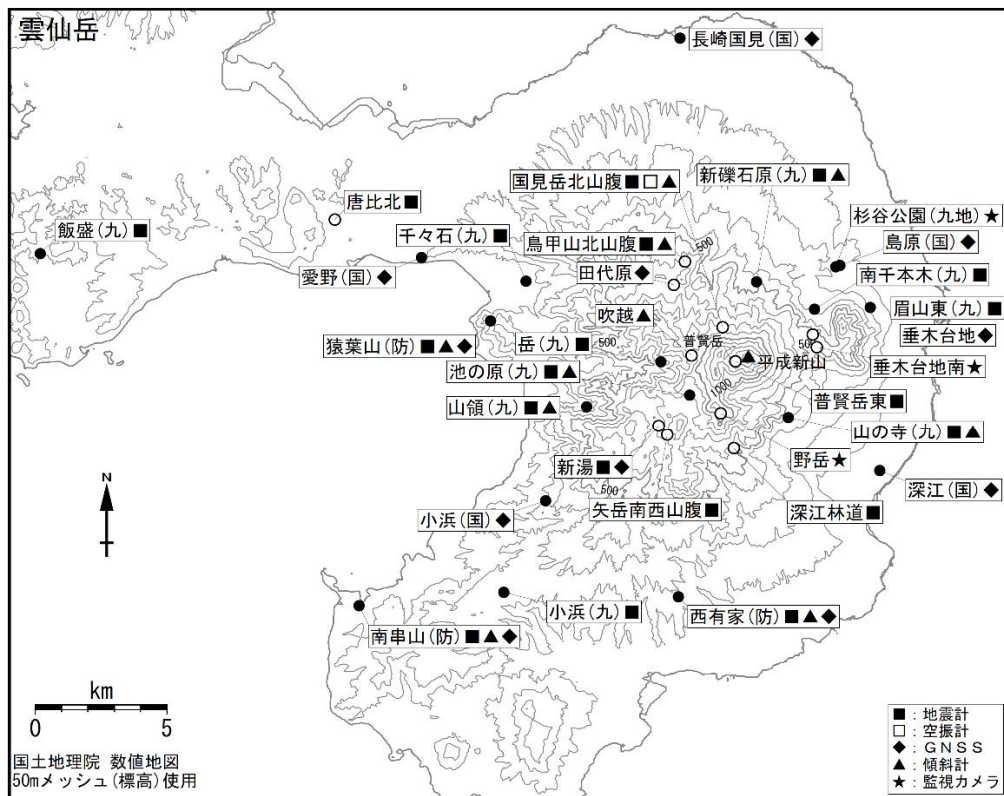 雲仙岳
長崎国見(国)◆
国見岳北山腹■□▲
新礫石原(九)■▲
唐比北■
杉谷公園(九地)★
飯盛(九)■
千々石(九)■
鳥甲山北山腹■▲
島原(国)◆
愛野(国)◆
田代原◆
500
南千本木(九)■
吹越▲
眉山東(九)■
猿葉山(防)■▲◆
岳(九)■
500
普賢岳
500
垂木台地◆
池の原(九)■▲
平成新山
垂木台地南★
1000
山領(九)■▲
普賢岳東■
山の寺(九)■▲
新湯■◆
野岳★
500
小浜(国)◆
矢岳南西山腹■
深江林道■
深江(国)◆
N
小浜(九)■
西有家(防)■▲◆
南串山(防)■▲◆
km
0 5
国土地理院 数値地図
50mメッシュ(標高)使用
■:地震計
□:空振計
◆:GNSS
▲:傾斜計
★:監視カメラ